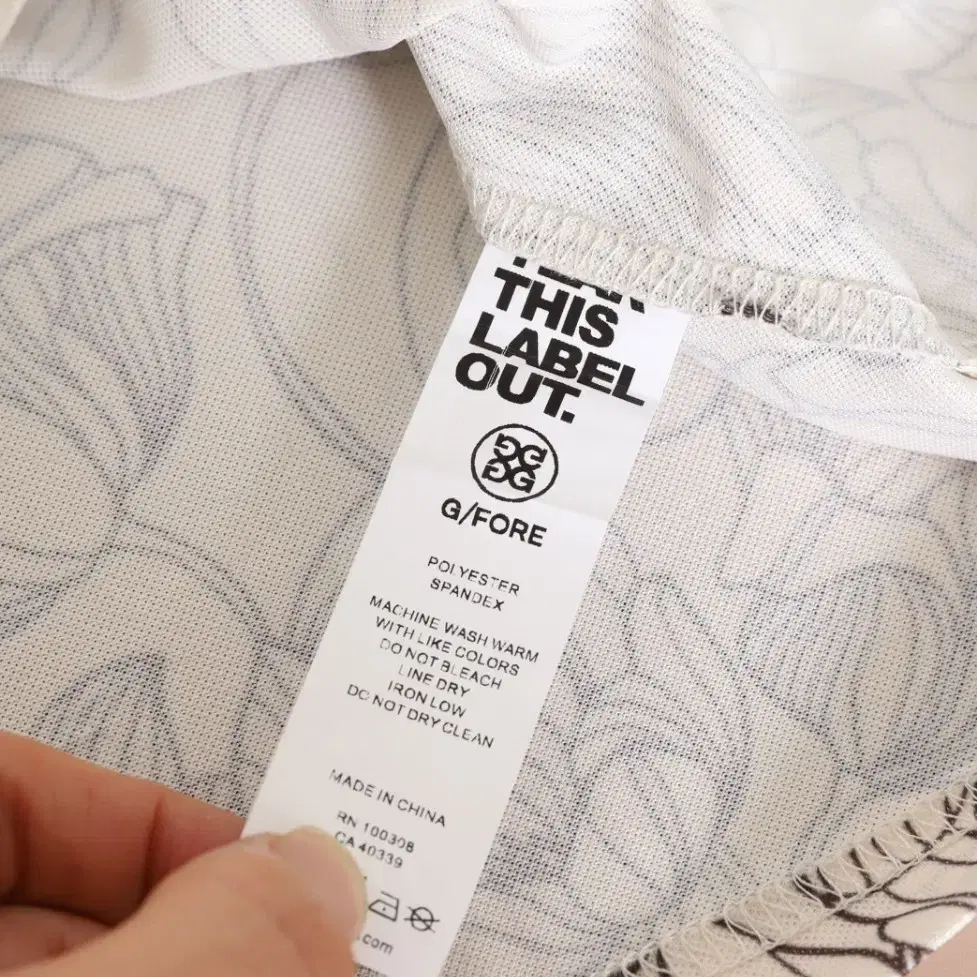 THIS
LABEL
OUT.
G/FORE
POLYESTER
SPANDEX
MACHINE WASH WARM
WITH LIKE COLORS
DO NOT BLEACH
LINE DRY
IRON LOW
DO NOT DRY CLEAN
MADE IN CHINA
RN 100308
CA 40339
.com